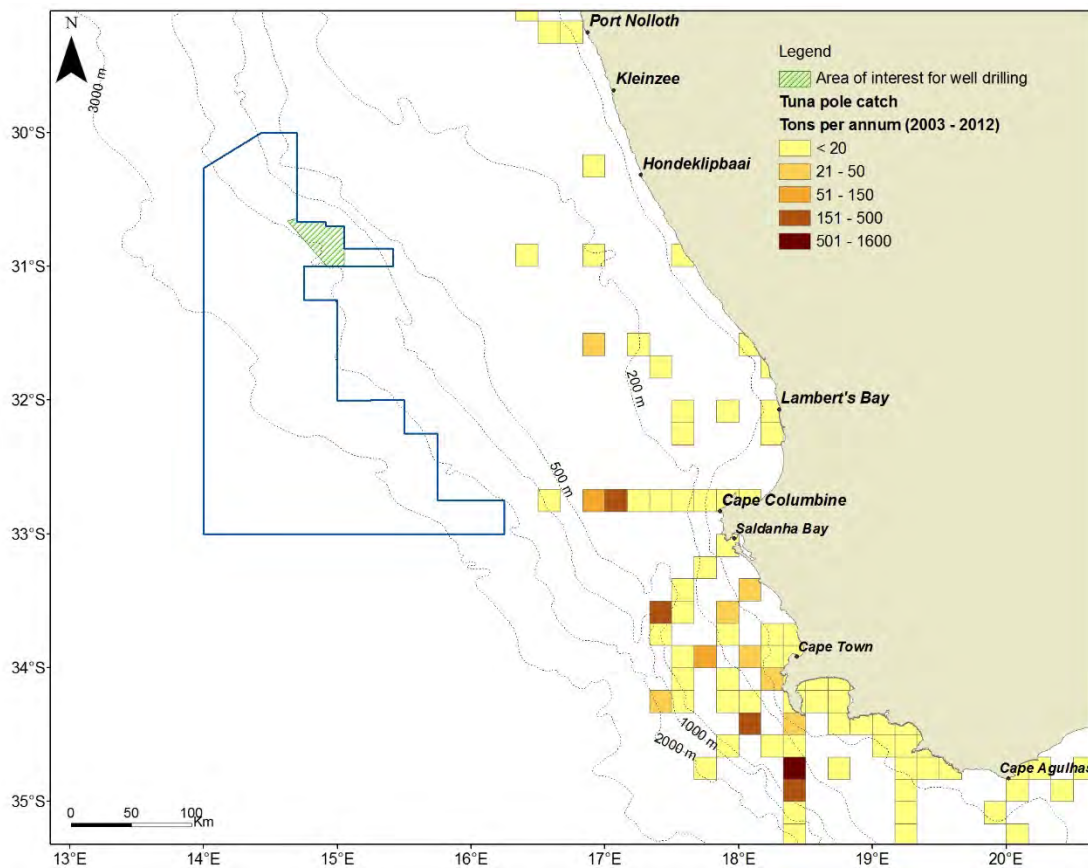 N
Port Nolloth
Kleinzee
Hondeklipbaai
Lambert's Bay
Cape Columbine
Saldanha Bay
Cape Town
Cape Agulhas
Legend
Area of interest for well drilling
Tuna pole catch
Tons per annum (2003 - 2012)
< 20
21 - 50
51 - 150
151 - 500
501 - 1600
3000 m
500 m
200 m
1000 m
2000 m
30°S
31°S
32°S
33°S
34°S
35°S
0 50 100
Km
13°E 14°E 15°E 16°E 17°E 18°E 19°E 20°E